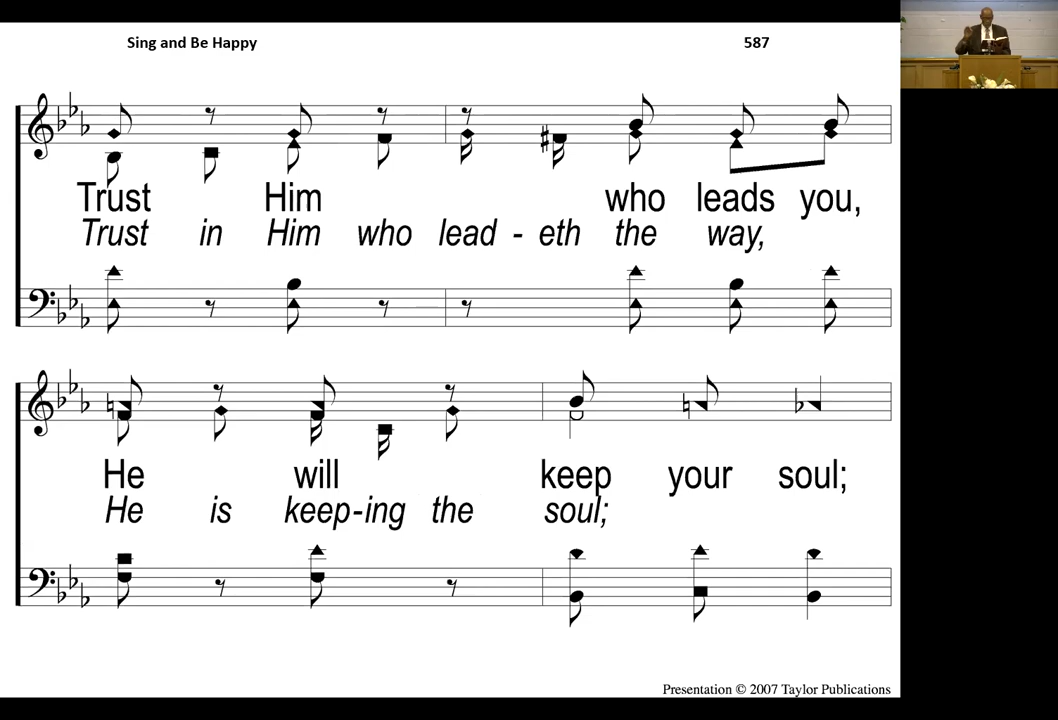 Sing and Be Happy 587
Trust Him who leads you,
Trust in Him who lead - eth the way,
He will keep your soul;
He is keep-ing the soul;
Presentation © 2007 Taylor Publications